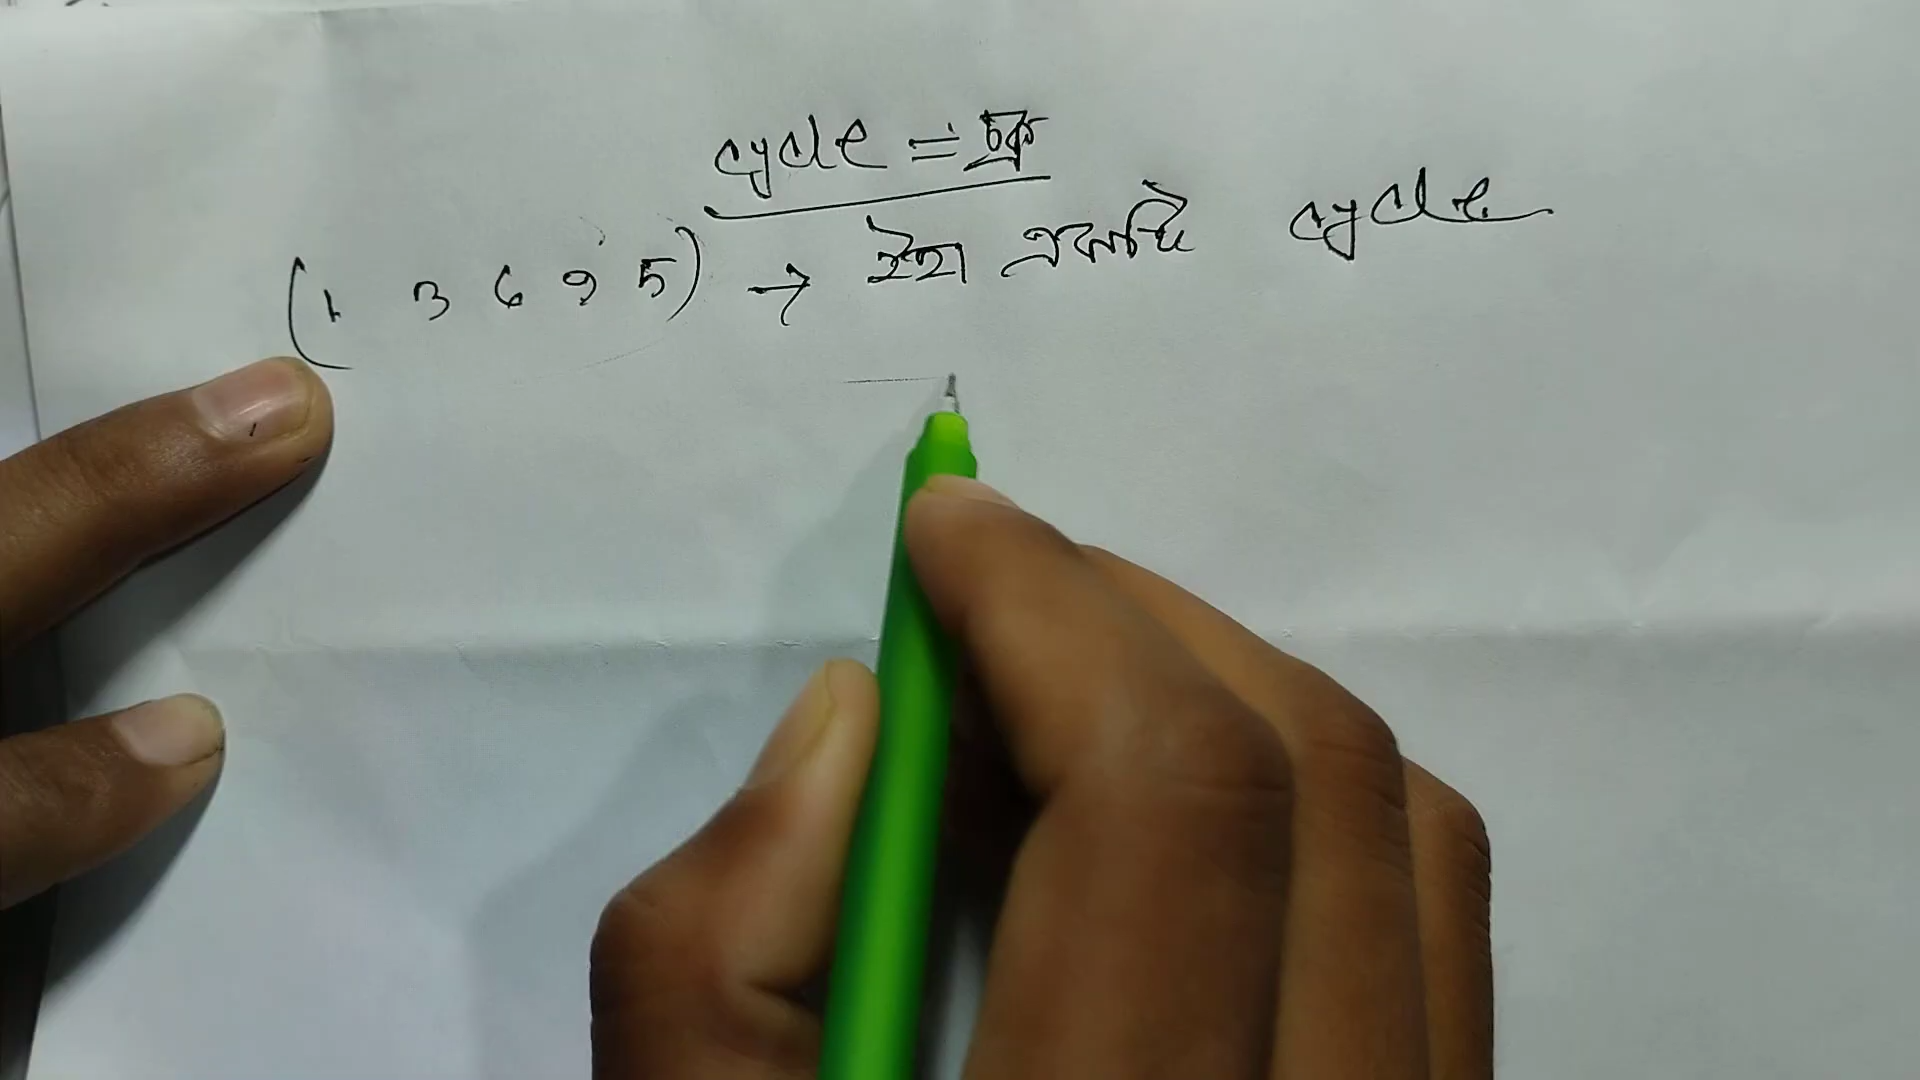 cycle = চক্র
(1 3 6 9 5) → ইহা একটি cycle